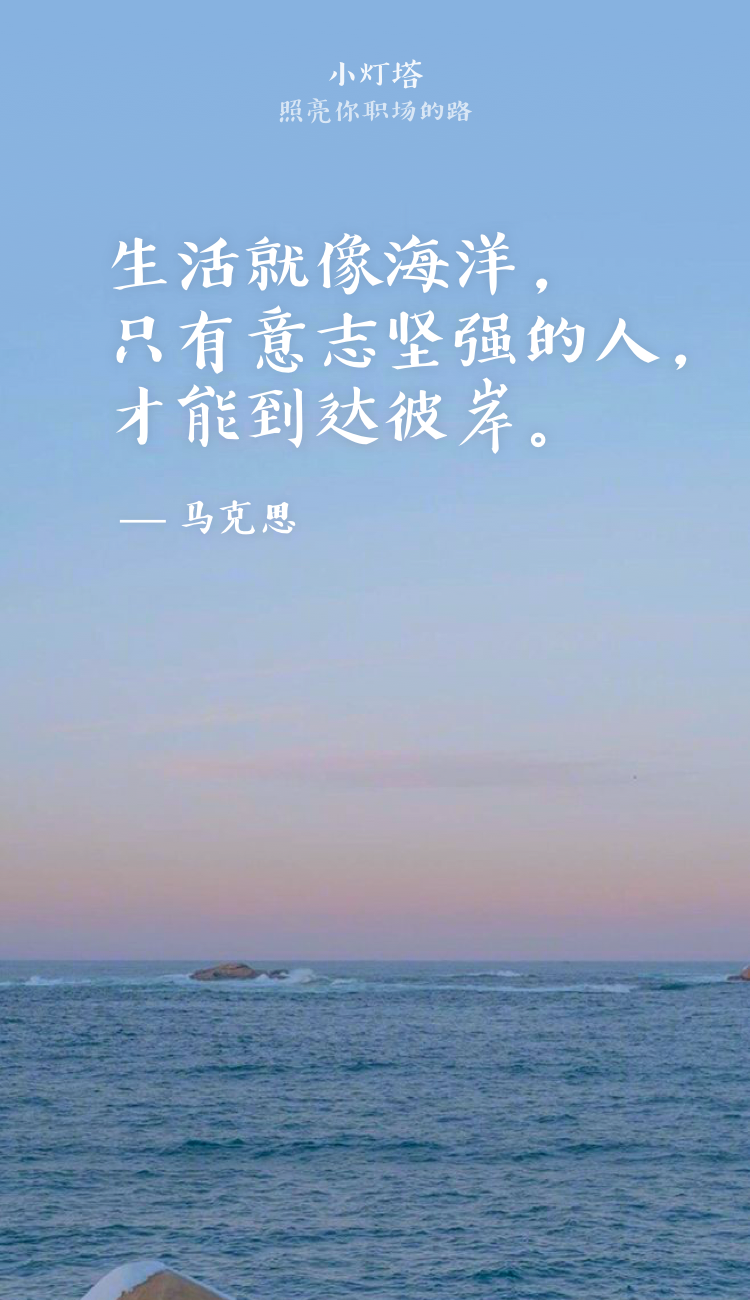 小灯塔
照亮你职场的路
生活就像海洋，
只有意志坚强的人，
才能到达彼岸。
— 马克思